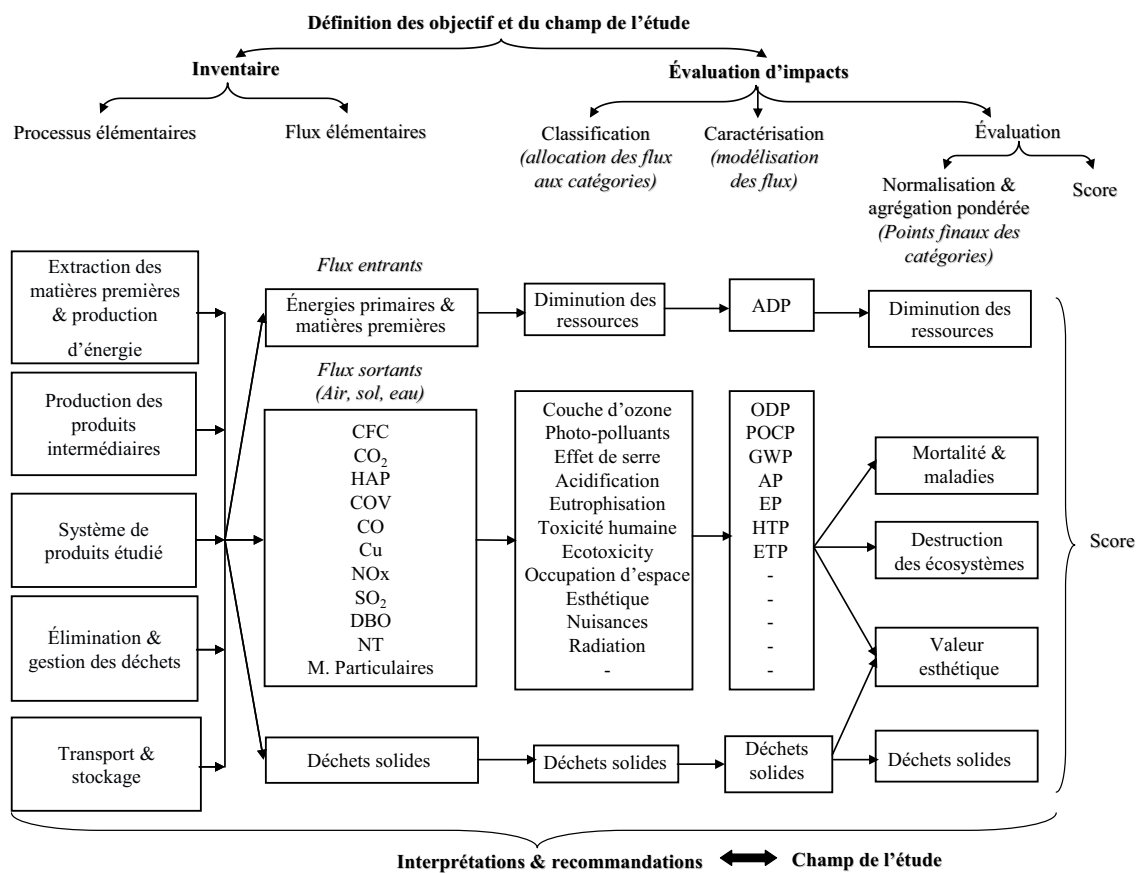 Définition des objectif et du champ de l'étude
Inventaire
Évaluation d'impacts
Processus élémentaires
Flux élémentaires
Classification
(allocation des flux
aux catégories)
Caractérisation
(modélisation
des flux)
Évaluation
Normalisation &
agrégation pondérée
(Points finaux des
catégories)
Score
Extraction des
matières premières
& production
d'énergie
Production des
produits
intermédiaires
Système de
produits étudié
Élimination &
gestion des déchets
Transport &
stockage
Flux entrants
Énergies primaires &
matières premières
Flux sortants
(Air, sol, eau)
CFC
CO2
HAP
COV
CO
Cu
NOx
SO2
DBO
NT
M. Particulaires
Déchets solides
Diminution des
ressources
Couche d'ozone
Photo-polluants
Effet de serre
Acidification
Eutrophisation
Toxicité humaine
Ecotoxicity
Occupation d'espace
Esthétique
Nuisances
Radiation
-
Déchets solides
ADP
ODP
POCP
GWP
AP
EP
HTP
ETP
-
-
-
-
-
Déchets
solides
Diminution des
ressources
Mortalité &
maladies
Destruction
des écosystèmes
Valeur
esthétique
Déchets solides
Score
Interprétations & recommandations
Champ de l'étude